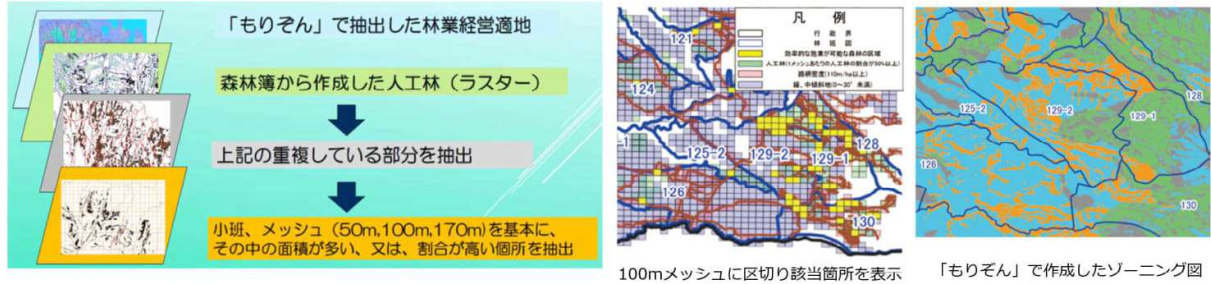 「もりぞん」で抽出した林業経営適地
森林簿から作成した人工林（ラスター）
上記の重複している部分を抽出
小班、メッシュ（50m,100m,170m)を基本に、
その中の面積が多い、又は、割合が高い個所を抽出
凡 例
行 政 界
林 班 図
効率的な施業が可能な森林の区域
人工林(1メッシュあたりの人工林の割合が50%以上)
路網密度(110m/ha以上)
緩、中傾斜地(0～30° 未満)
121
124
125-2
129-2
129-1
128
126
130
100mメッシュに区切り該当箇所を表示
128
125-2
129-2
129-1
126
130
「もりぞん」で作成したゾーニング図